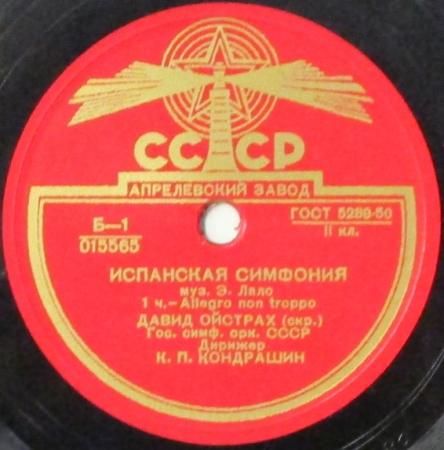 СССР
АПРЕЛЕВСКИЙ ЗАВОД
Б—1
015565
ГОСТ 5289-50
II кл.
ИСПАНСКАЯ СИМФОНИЯ
муз. Э. Лало
1 ч.—Allegro non troppo
ДАВИД ОЙСТРАХ (скр.)
Гос. симф. орк. СССР
Дирижер
К. П. КОНДРАШИН